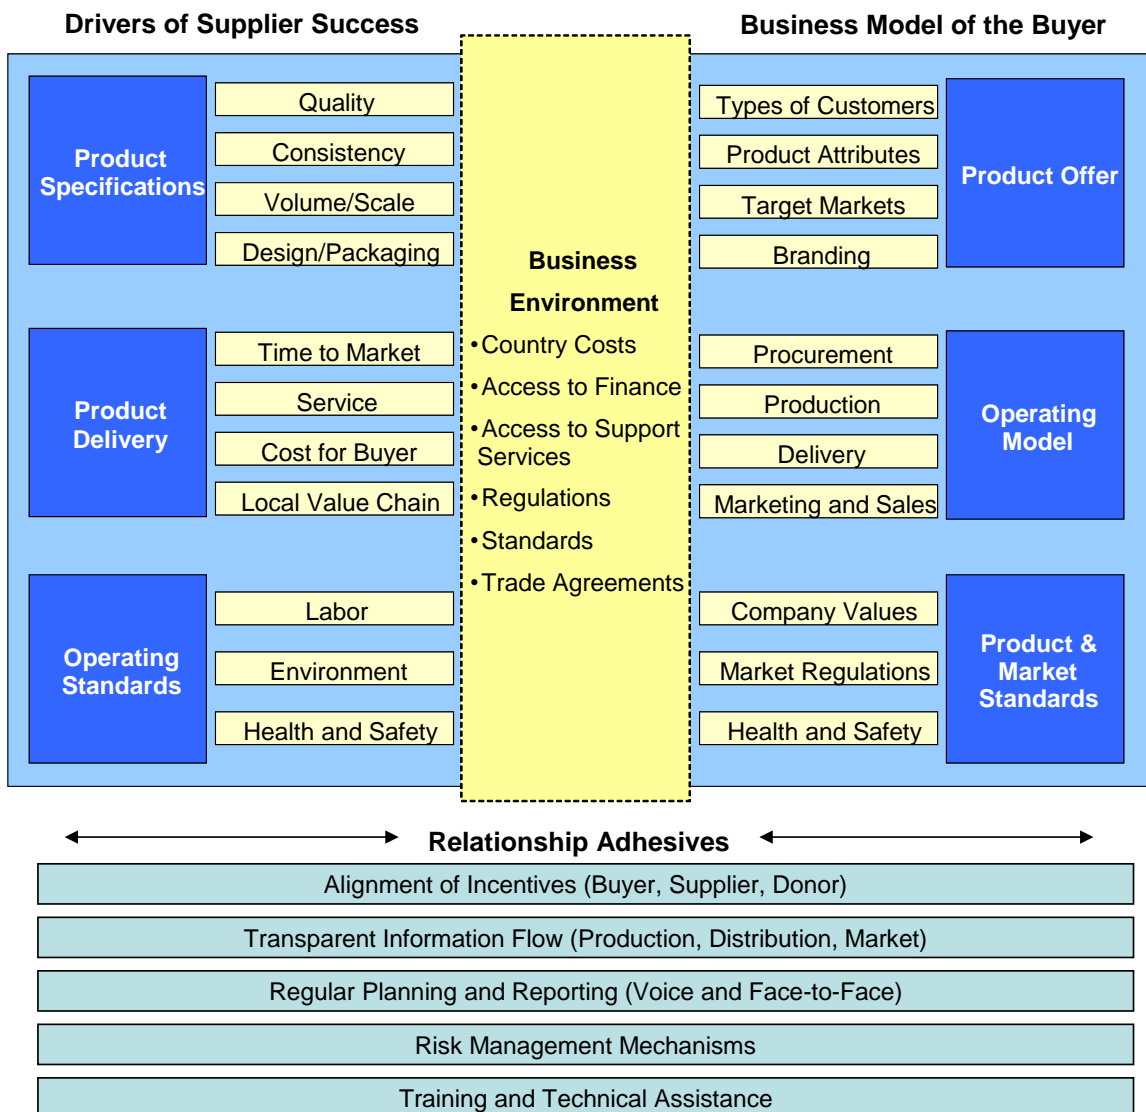 Drivers of Supplier Success
Business Model of the Buyer
Product
Specifications
Quality
Consistency
Volume/Scale
Design/Packaging
Product
Delivery
Time to Market
Service
Cost for Buyer
Local Value Chain
Operating
Standards
Labor
Environment
Health and Safety
Business
Environment
•Country Costs
•Access to Finance
•Access to Support
Services
•Regulations
•Standards
•Trade Agreements
Types of Customers
Product Attributes
Target Markets
Branding
Product Offer
Procurement
Production
Delivery
Marketing and Sales
Operating
Model
Company Values
Market Regulations
Health and Safety
Product &
Market
Standards
Relationship Adhesives
Alignment of Incentives (Buyer, Supplier, Donor)
Transparent Information Flow (Production, Distribution, Market)
Regular Planning and Reporting (Voice and Face-to-Face)
Risk Management Mechanisms
Training and Technical Assistance